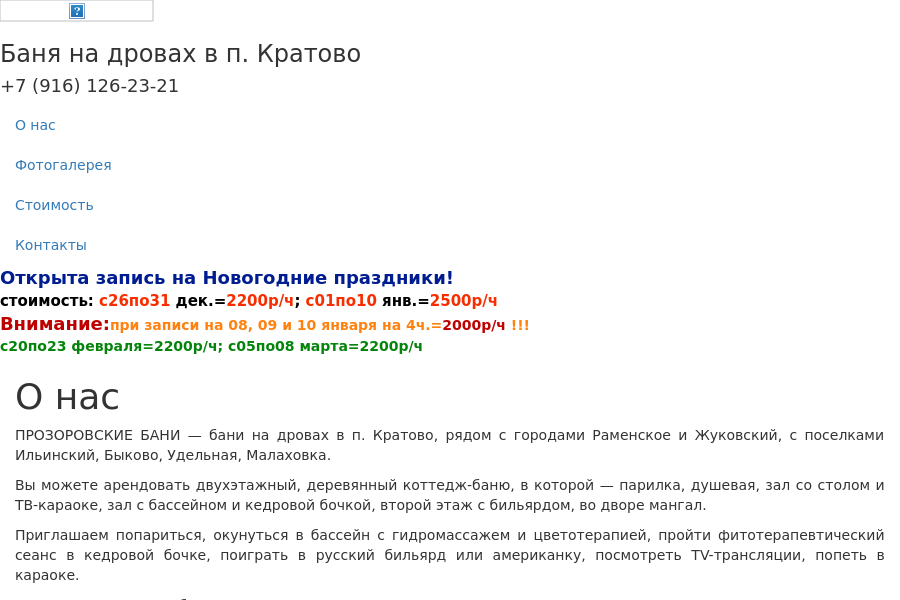 Баня на дровах в п. Кратово
+7 (916) 126-23-21
О нас
Фотогалерея
Стоимость
Контакты
Открыта запись на Новогодние праздники!
стоимость: с26по31 дек.=2200р/ч; с01по10 янв.=2500р/ч
Внимание:при записи на 08, 09 и 10 января на 4ч.=2000р/ч !!!
с20по23 февраля=2200р/ч; с05по08 марта=2200р/ч
О нас
ПРОЗОРОВСКИЕ БАНИ — бани на дровах в п. Кратово, рядом с городами Раменское и Жуковский, с поселками
Ильинский, Быково, Удельная, Малаховка.
Вы можете арендовать двухэтажный, деревянный коттедж-баню, в которой — парилка, душевая, зал со столом и
ТВ-караоке, зал с бассейном и кедровой бочкой, второй этаж с бильярдом, во дворе мангал.
Приглашаем попариться, окунуться в бассейн с гидромассажем и цветотерапией, пройти фитотерапевтический
сеанс в кедровой бочке, поиграть в русский бильярд или американку, посмотреть TV-трансляции, попеть в
караоке.